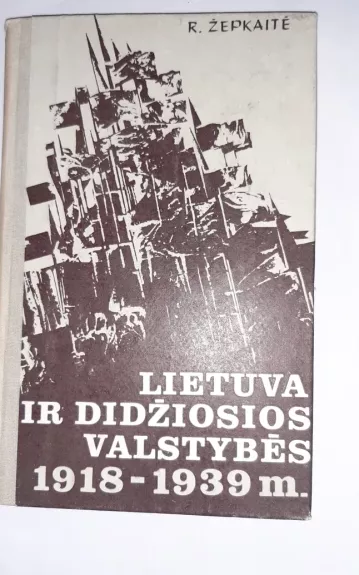 R. ŽEPKAITĖ
LIETUVA
IR DIDŽIOSIOS
VALSTYBĖS
1918-1939 m.